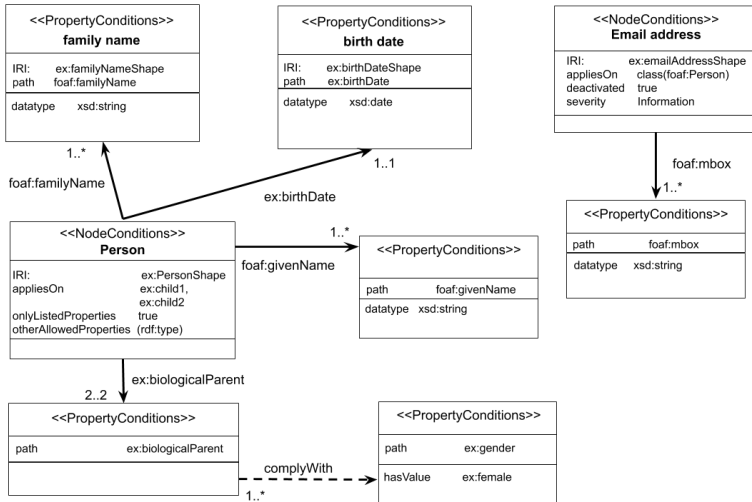 <<PropertyConditions>>
family name
IRI: ex:familyNameShape
path foaf:familyName
datatype xsd:string
<<PropertyConditions>>
birth date
IRI: ex:birthDateShape
path ex:birthDate
datatype xsd:date
<<NodeConditions>>
Email address
IRI: ex:emailAddressShape
appliesOn class(foaf:Person)
deactivated true
severity Information
1..*
foaf:familyName
1..1
ex:birthDate
foaf:mbox
1..*
<<PropertyConditions>>
path foaf:mbox
datatype xsd:string
<<NodeConditions>>
Person
IRI: ex:PersonShape
appliesOn ex:child1,
ex:child2
onlyListedProperties true
otherAllowedProperties (rdf:type)
1..*
foaf:givenName
<<PropertyConditions>>
path foaf:givenName
datatype xsd:string
ex:biologicalParent
2..2
<<PropertyConditions>>
path ex:biologicalParent
complyWith
1..*
<<PropertyConditions>>
path ex:gender
hasValue ex:female